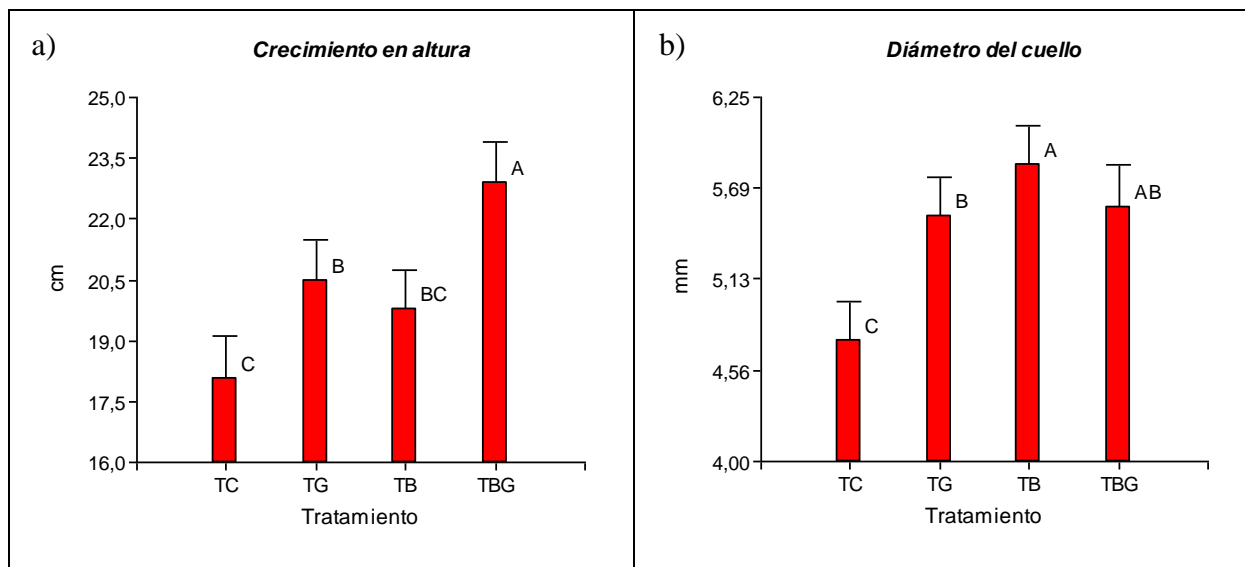 a)
Crecimiento en altura
25,0
23,5
22,0
20,5
19,0
17,5
16,0
cm
C
B
BC
A
TC TG TB TBG
Tratamiento
b)
Diámetro del cuello
6,25
5,69
5,13
4,56
4,00
mm
C
B
A
AB
TC TG TB TBG
Tratamiento